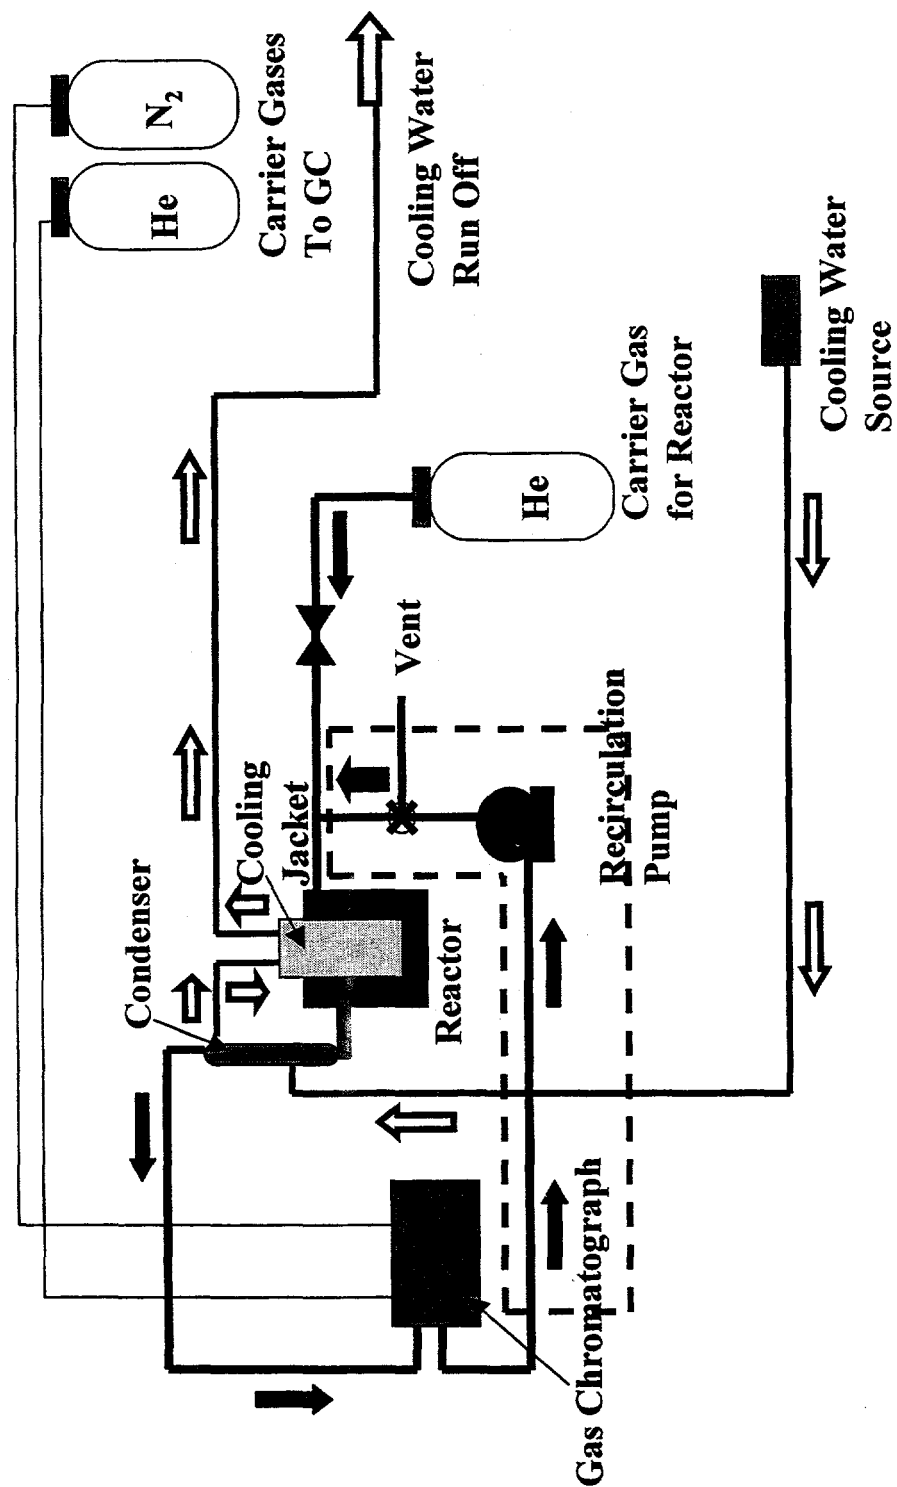 N₂
He
Carrier Gases
To GC
Cooling Water
Run Off
Condenser
Cooling
Jacket
Reactor
Vent
He
Carrier Gas
for Reactor
Recirculation
Pump
Gas Chromatograph
Cooling Water
Source